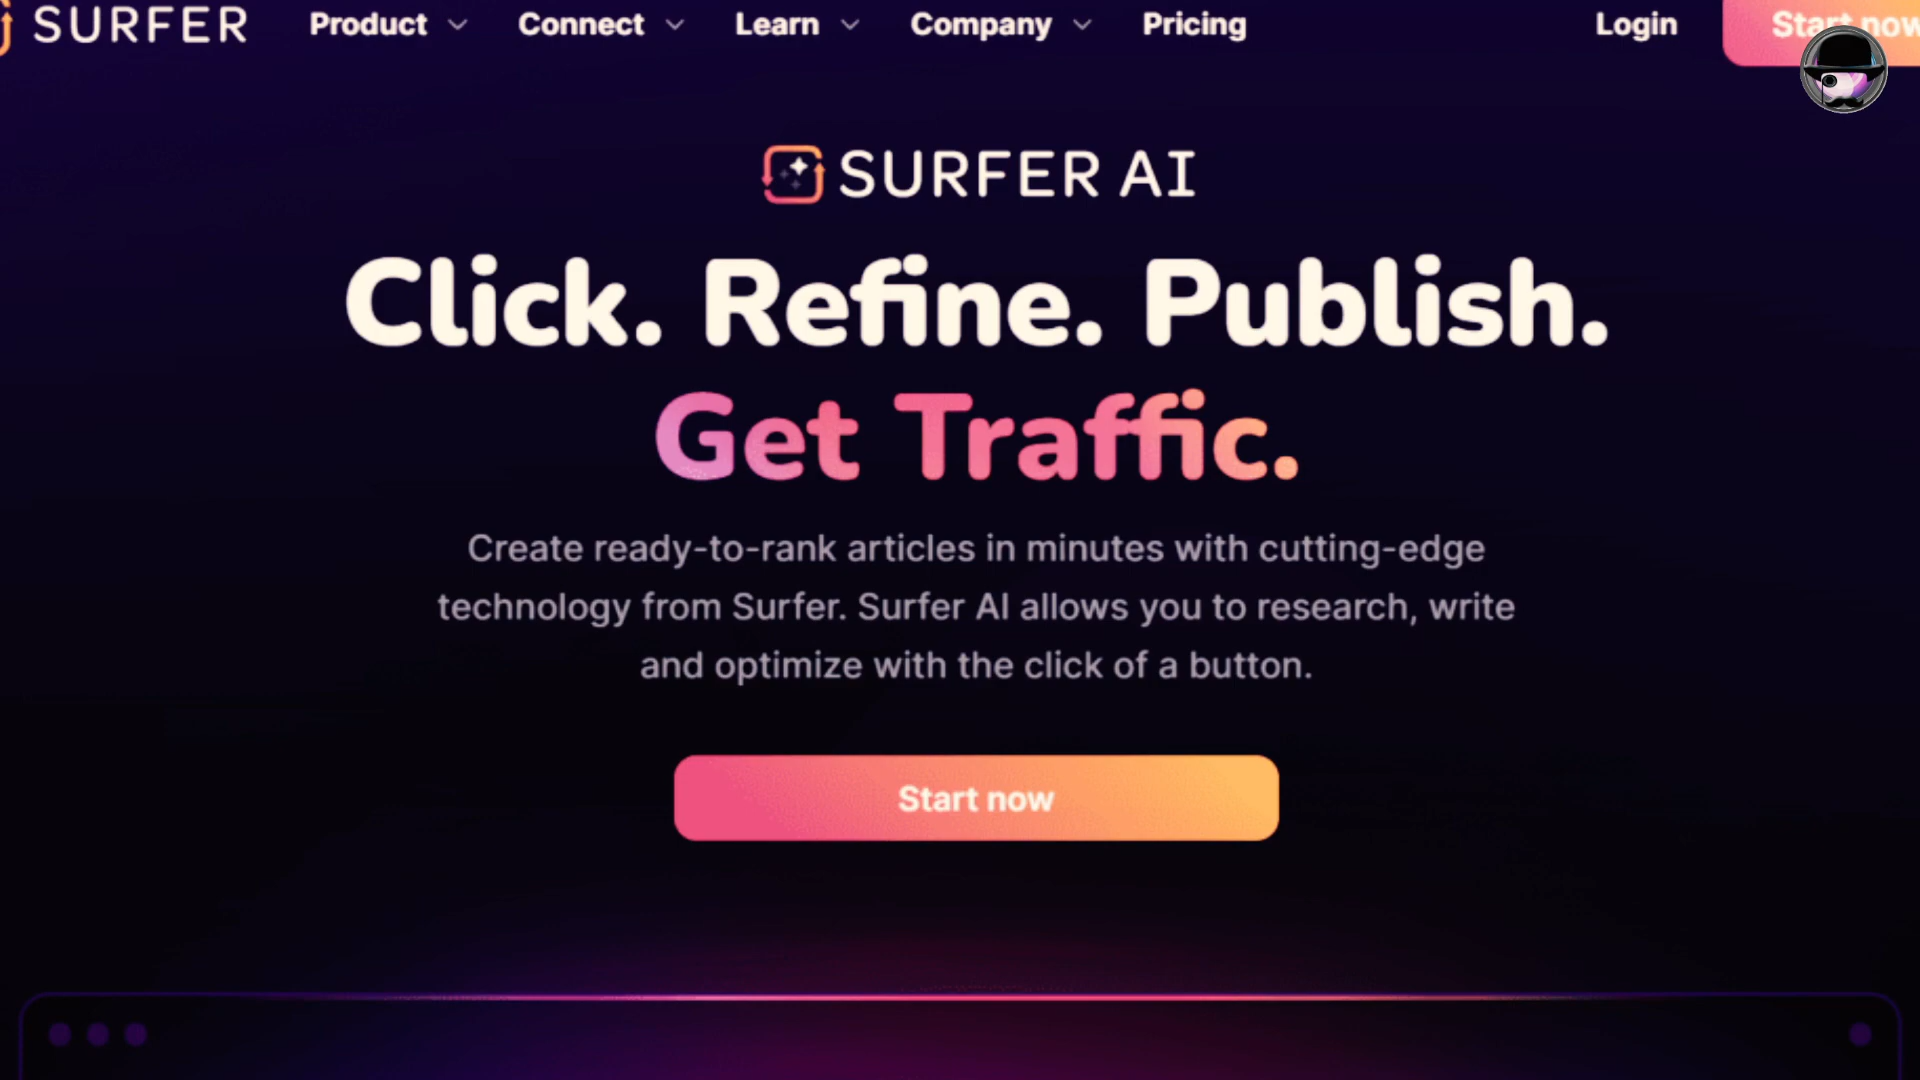 SURFER
Product
Connect
Learn
Company
Pricing
Login
Start now
SURFER AI
Click. Refine. Publish.
Get Traffic.
Create ready-to-rank articles in minutes with cutting-edge
technology from Surfer. Surfer AI allows you to research, write
and optimize with the click of a button.
Start now